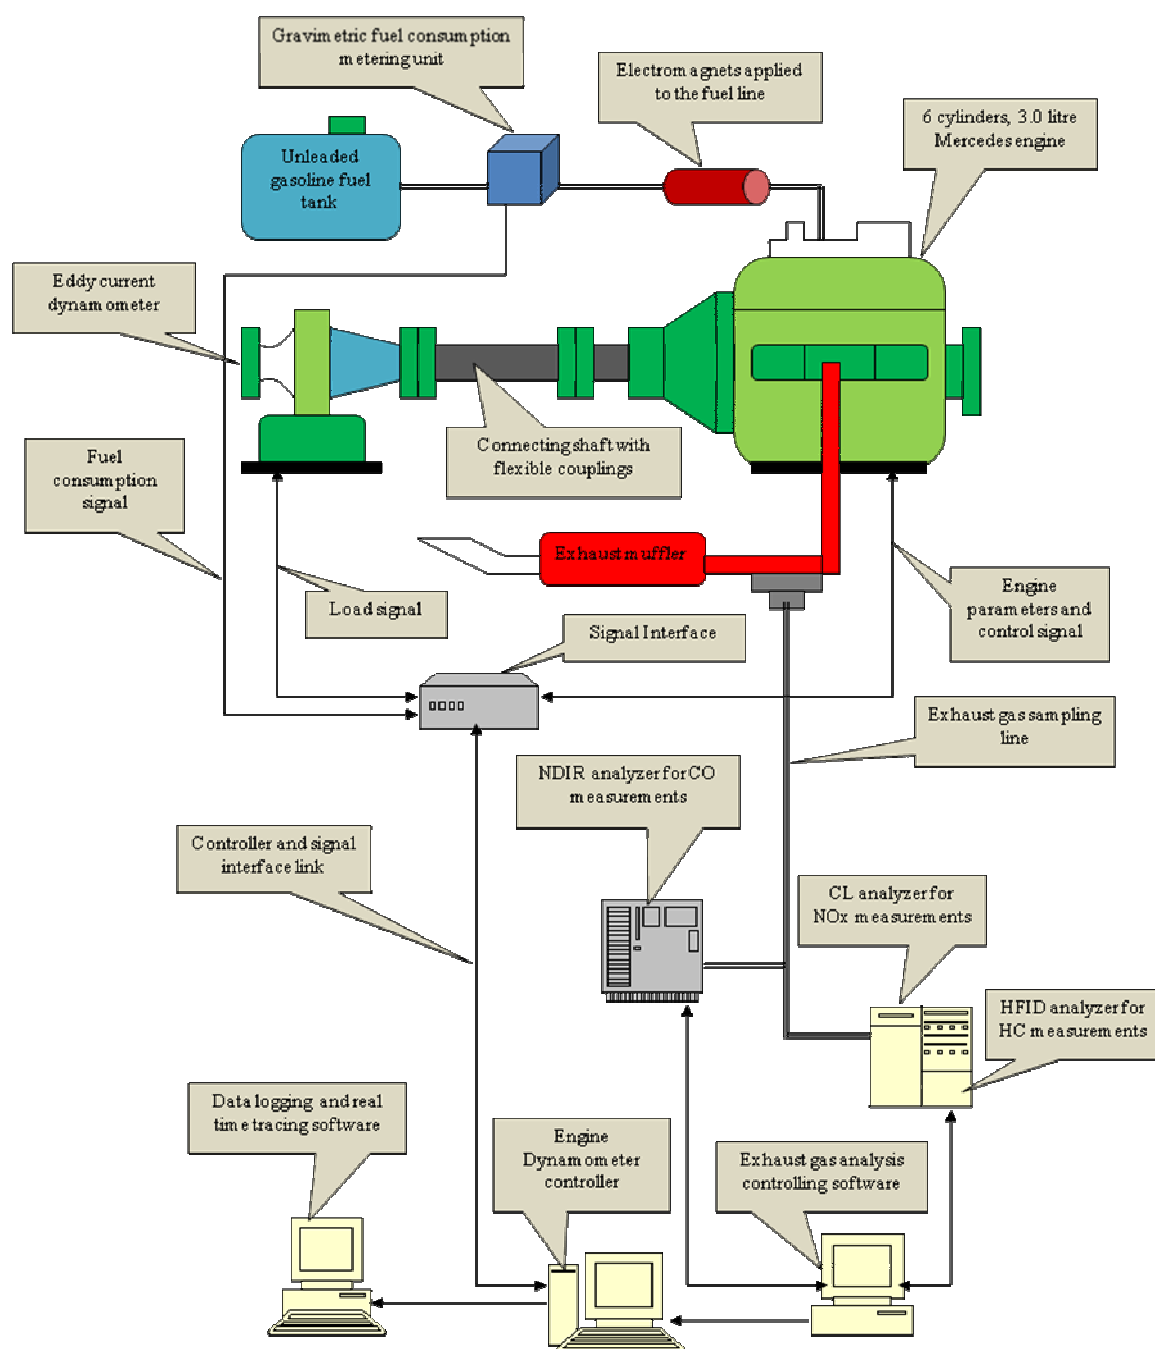 Gravimetric fuel consumption
metering unit
Electromagnets applied
to the fuel line
6 cylinders, 3.0 litre
Mercedes engine
Unleaded
gasoline fuel
tank
Eddy current
dynamometer
Connecting shaft with
flexible couplings
Fuel
consumption
signal
Exhaust muffler
Load signal
Signal Interface
Engine
parameters and
control signal
Exhaust gas sampling
line
NDIR analyzer for CO
measurements
Controller and signal
interface link
CL analyzer for
NOx measurements
HFID analyzer for
HC measurements
Data logging and real
time tracing software
Engine
Dynamometer
controller
Exhaust gas analysis
controlling software